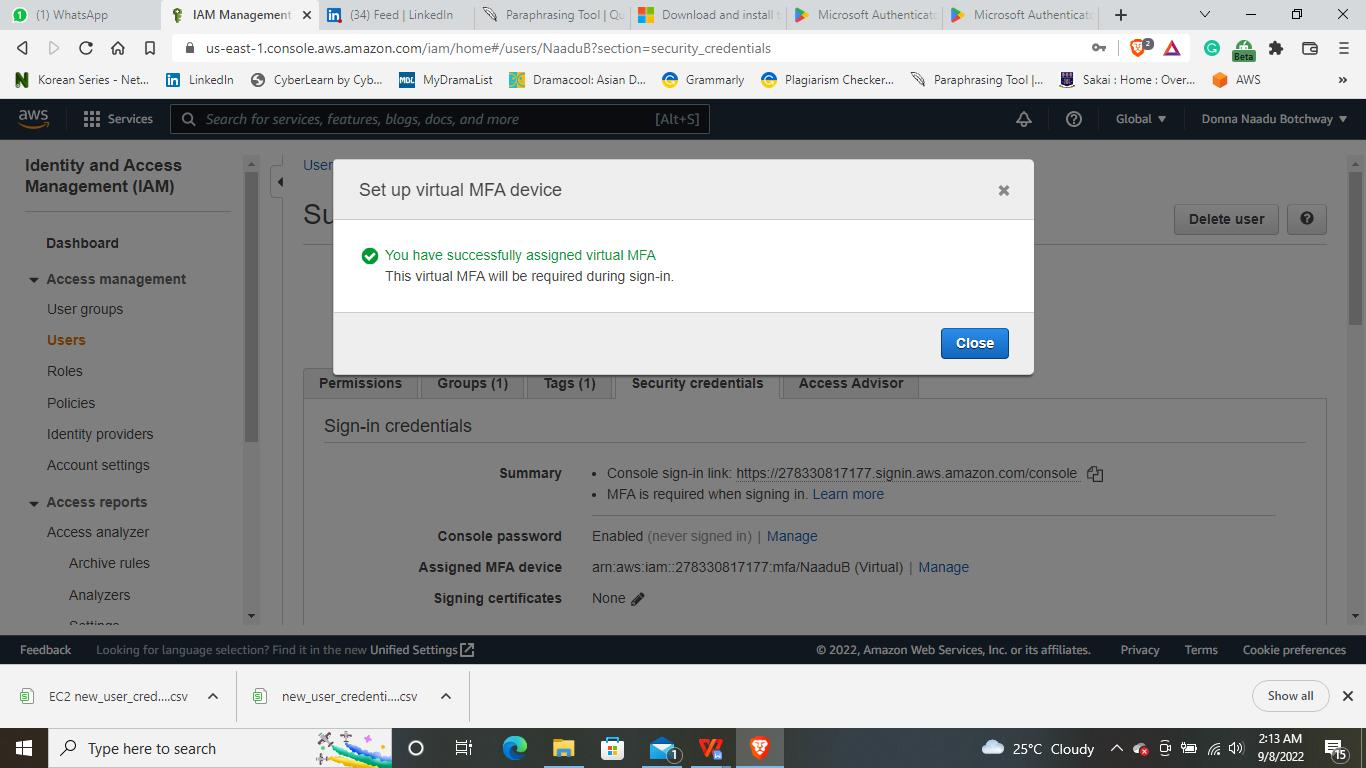 (1) WhatsApp
IAM Management
(34) Feed | LinkedIn
Paraphrasing Tool | Qu
Download and install t
Microsoft Authenticato
Microsoft Authenticato
us-east-1.console.aws.amazon.com/iam/home#/users/NaaduB?section=security_credentials
2
Beta
Korean Series - Net...
LinkedIn
CyberLearn by Cyb...
MDL MyDramaList
Dramacool: Asian D...
Grammarly
Plagiarism Checker...
Paraphrasing Tool |...
Sakai : Home : Over...
AWS
»
aws
Services
Search for services, features, blogs, docs, and more
[Alt+S]
Global
Donna Naadu Botchway
Identity and Access
Management (IAM)
Dashboard
Access management
User groups
Users
Roles
Policies
Identity providers
Account settings
Access reports
Access analyzer
Archive rules
Analyzers
Settings
User
Su
Delete user
Set up virtual MFA device
You have successfully assigned virtual MFA
This virtual MFA will be required during sign-in.
Close
Permissions
Groups (1)
Tags (1)
Security credentials
Access Advisor
Sign-in credentials
Summary
• Console sign-in link: https://278330817177.signin.aws.amazon.com/console
• MFA is required when signing in. Learn more
Console password
Enabled (never signed in) | Manage
Assigned MFA device
arn:aws:iam::278330817177:mfa/NaaduB (Virtual) | Manage
Signing certificates
None
Feedback
Looking for language selection? Find it in the new Unified Settings
© 2022, Amazon Web Services, Inc. or its affiliates.
Privacy
Terms
Cookie preferences
EC2 new_user_cred....csv
new_user_credenti....csv
Show all
Type here to search
1
25°C Cloudy
2:13 AM
9/8/2022
15